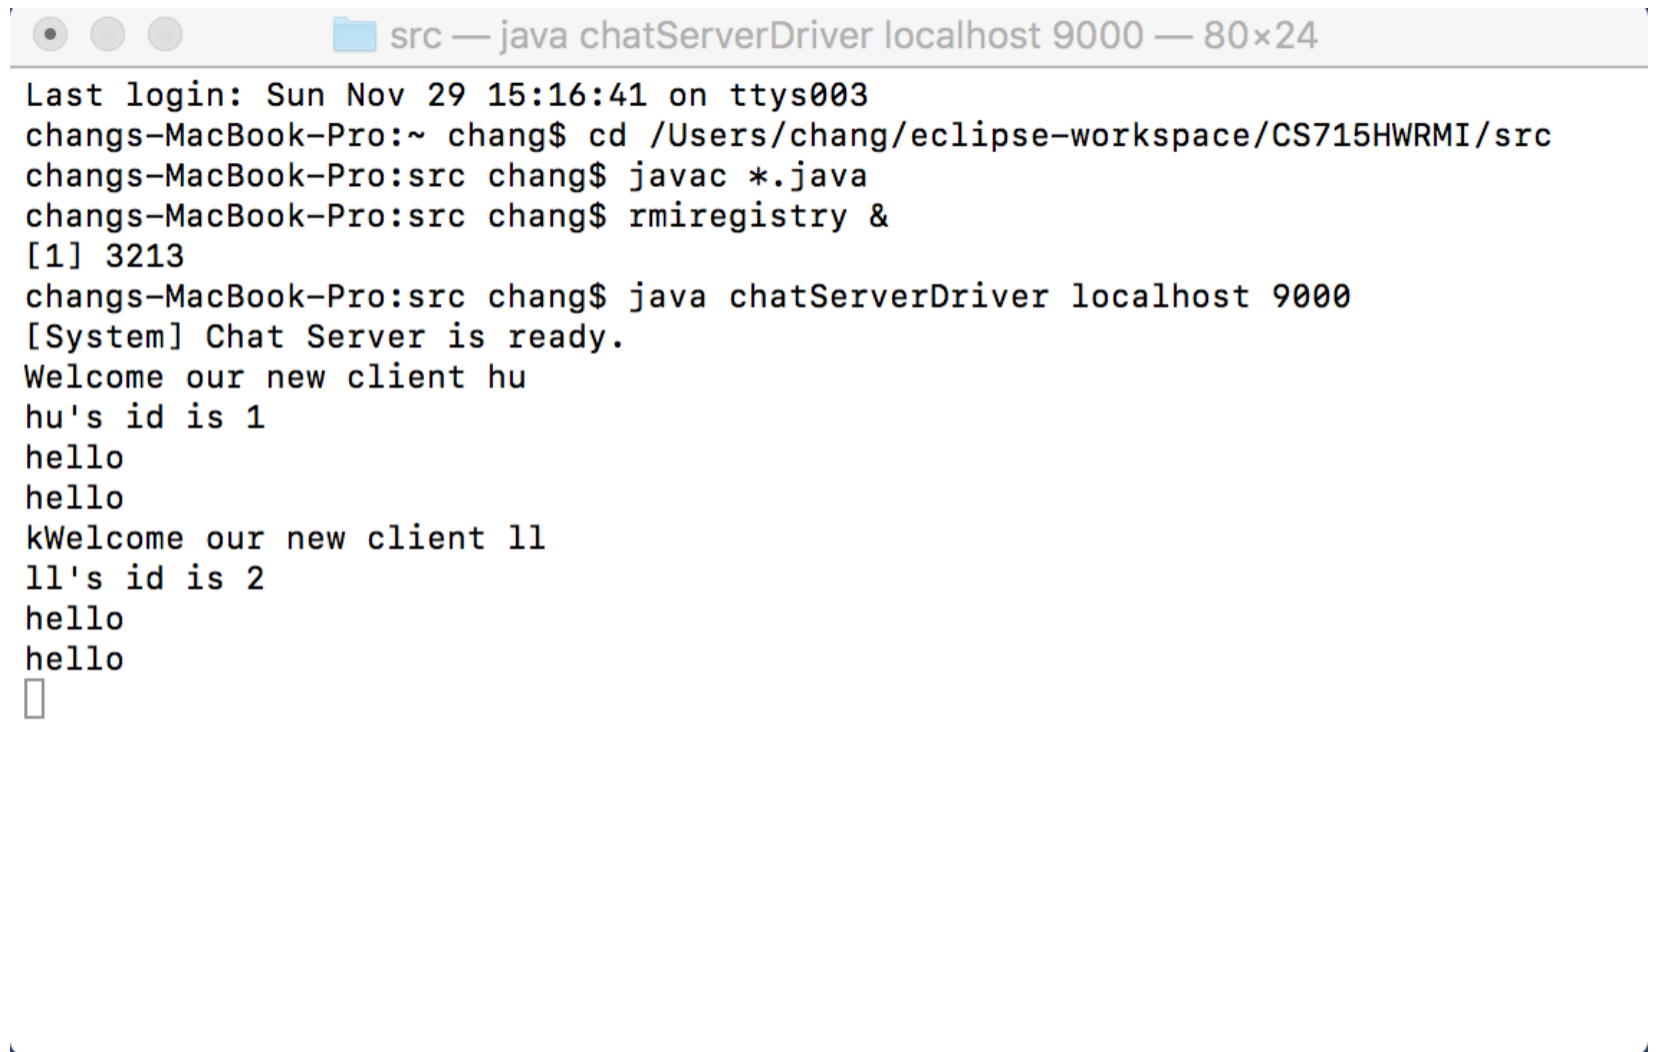 src — java chatServerDriver localhost 9000 — 80×24
Last login: Sun Nov 29 15:16:41 on ttys003
changs-MacBook-Pro:~ chang$ cd /Users/chang/eclipse-workspace/CS715HWRMI/src
changs-MacBook-Pro:src chang$ javac *.java
changs-MacBook-Pro:src chang$ rmiregistry &
[1] 3213
changs-MacBook-Pro:src chang$ java chatServerDriver localhost 9000
[System] Chat Server is ready.
Welcome our new client hu
hu's id is 1
hello
hello
kWelcome our new client ll
ll's id is 2
hello
hello